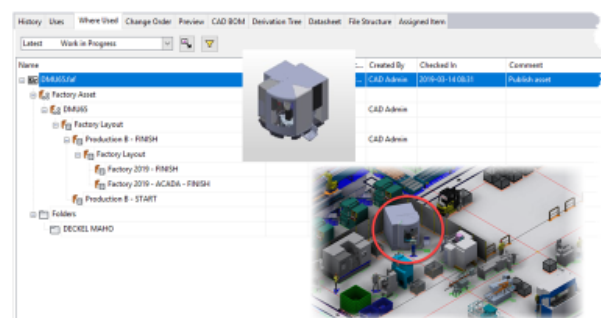 History Uses Where Used Change Order Preview CAD BOM Derivation Tree Datasheet File Structure Assigned Item
Latest Work in Progress
Name Created By Checked In Comment
DMU65.faf CAD Admin 2019-03-14 08:31 Publish asset
Factory Asset
DMU65 CAD Admin
Factory Layout
Production B - FINISH CAD Admin
Factory Layout
Factory 2019 - FINISH
Factory 2019 - ACADA - FINISH
Production B - START
Folders
DECKEL MAHO